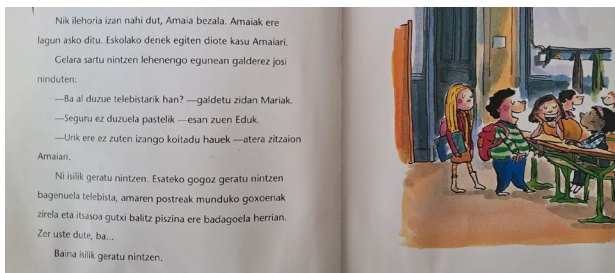 Nik ilehoria izan nahi dut, Amaia bezala. Amaiak ere
lagun asko ditu. Eskolako denek egiten diote kasu Amaiari.
Gelara sartu nintzen lehenengo egunean galderez josi
ninduten:
—Ba al duzue telebistarik han? —galdetu zidan Mariak.
—Seguru ez duzuela pastelik —esan zuen Eduk.
—Urik ere ez zuten izango koitadu hauek —atera zitzaion
Amaiari.
Ni isilik geratu nintzen. Esateko gogoz geratu nintzen
bagenuela telebista, amaren postreak munduko goxoenak
zirela eta itsasoa gutxi balitz piszina ere badagoela herrian.
Zer uste dute, ba...
Baina isilik geratu nintzen.